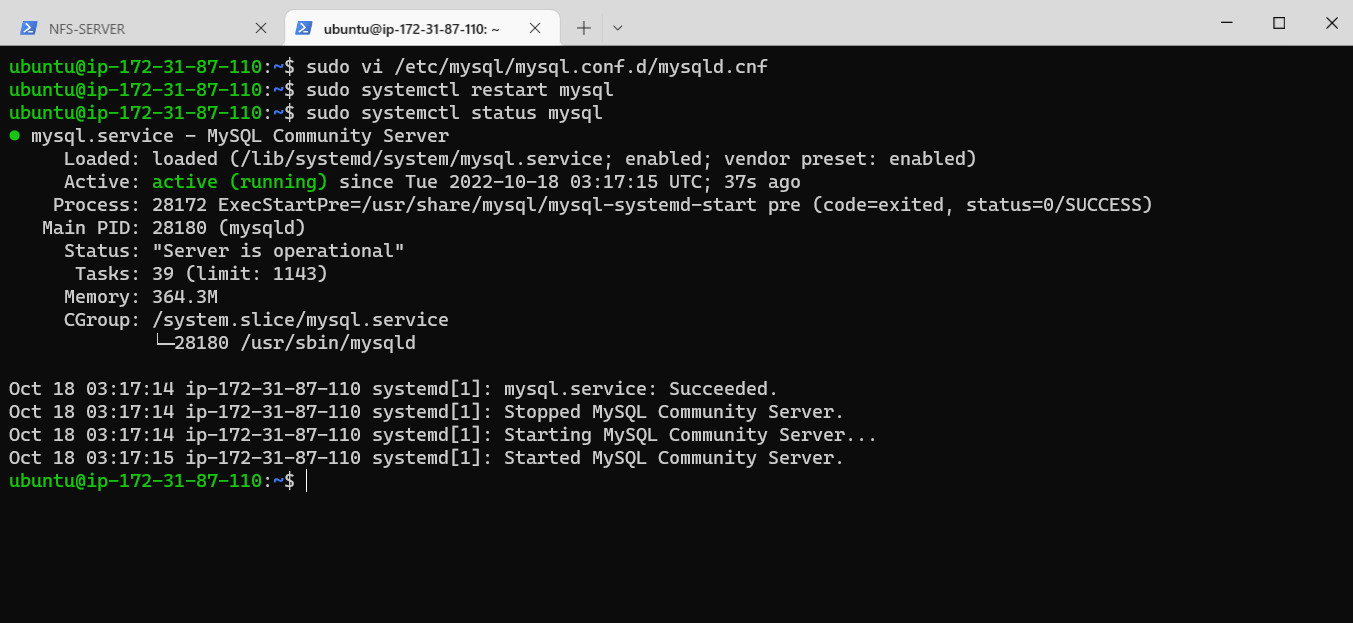 NFS-SERVER
ubuntu@ip-172-31-87-110: ~
ubuntu@ip-172-31-87-110:~$ sudo vi /etc/mysql/mysql.conf.d/mysqld.cnf
ubuntu@ip-172-31-87-110:~$ sudo systemctl restart mysql
ubuntu@ip-172-31-87-110:~$ sudo systemctl status mysql
● mysql.service - MySQL Community Server
     Loaded: loaded (/lib/systemd/system/mysql.service; enabled; vendor preset: enabled)
     Active: active (running) since Tue 2022-10-18 03:17:15 UTC; 37s ago
    Process: 28172 ExecStartPre=/usr/share/mysql/mysql-systemd-start pre (code=exited, status=0/SUCCESS)
   Main PID: 28180 (mysqld)
     Status: "Server is operational"
      Tasks: 39 (limit: 1143)
     Memory: 364.3M
     CGroup: /system.slice/mysql.service
             └─28180 /usr/sbin/mysqld
Oct 18 03:17:14 ip-172-31-87-110 systemd[1]: mysql.service: Succeeded.
Oct 18 03:17:14 ip-172-31-87-110 systemd[1]: Stopped MySQL Community Server.
Oct 18 03:17:14 ip-172-31-87-110 systemd[1]: Starting MySQL Community Server...
Oct 18 03:17:15 ip-172-31-87-110 systemd[1]: Started MySQL Community Server.
ubuntu@ip-172-31-87-110:~$